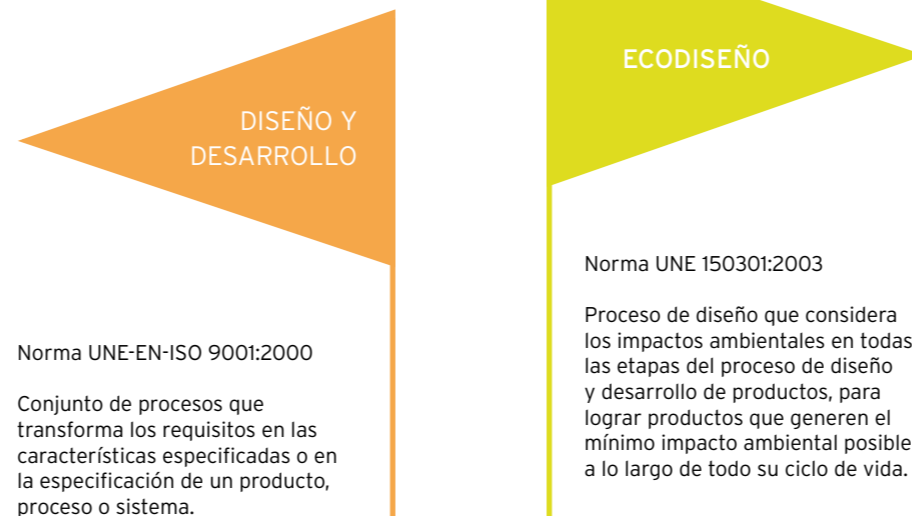 DISEÑO Y
DESARROLLO
Norma UNE-EN-ISO 9001:2000
Conjunto de procesos que
transforma los requisitos en las
características especificadas o en
la especificación de un producto,
proceso o sistema.
ECODISEÑO
Norma UNE 150301:2003
Proceso de diseño que considera
los impactos ambientales en todas
las etapas del proceso de diseño
y desarrollo de productos, para
lograr productos que generen el
mínimo impacto ambiental posible
a lo largo de todo su ciclo de vida.